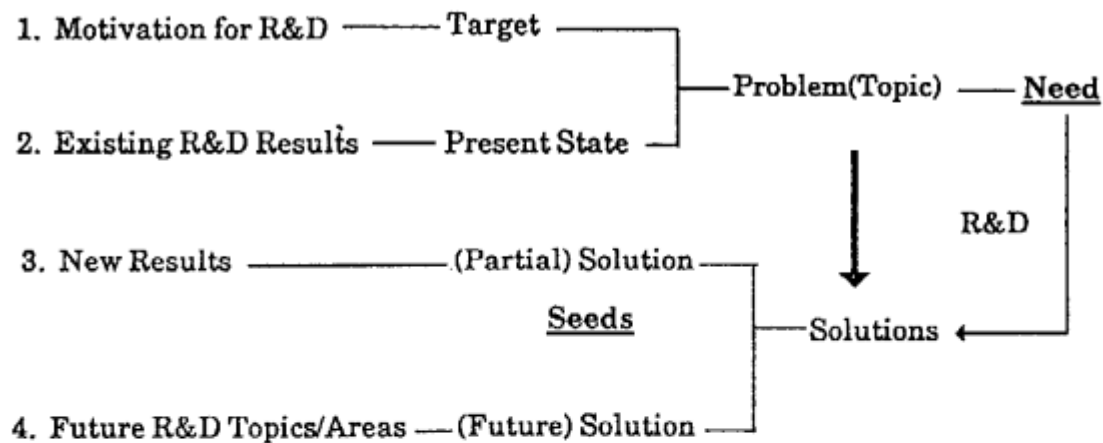 1. Motivation for R&D Target
Problem(Topic) Need
2. Existing R&D Results Present State
R&D
3. New Results (Partial) Solution
Seeds
Solutions
4. Future R&D Topics/Areas (Future) Solution